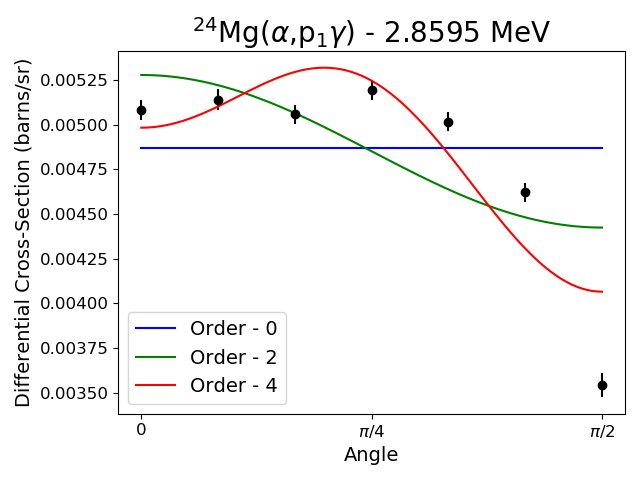 ²⁴Mg(α,p₁γ) - 2.8595 MeV
Differential Cross-Section (barns/sr)
0.00525
0.00500
0.00475
0.00450
0.00425
0.00400
0.00375
0.00350
Order - 0
Order - 2
Order - 4
0 π/4 π/2
Angle